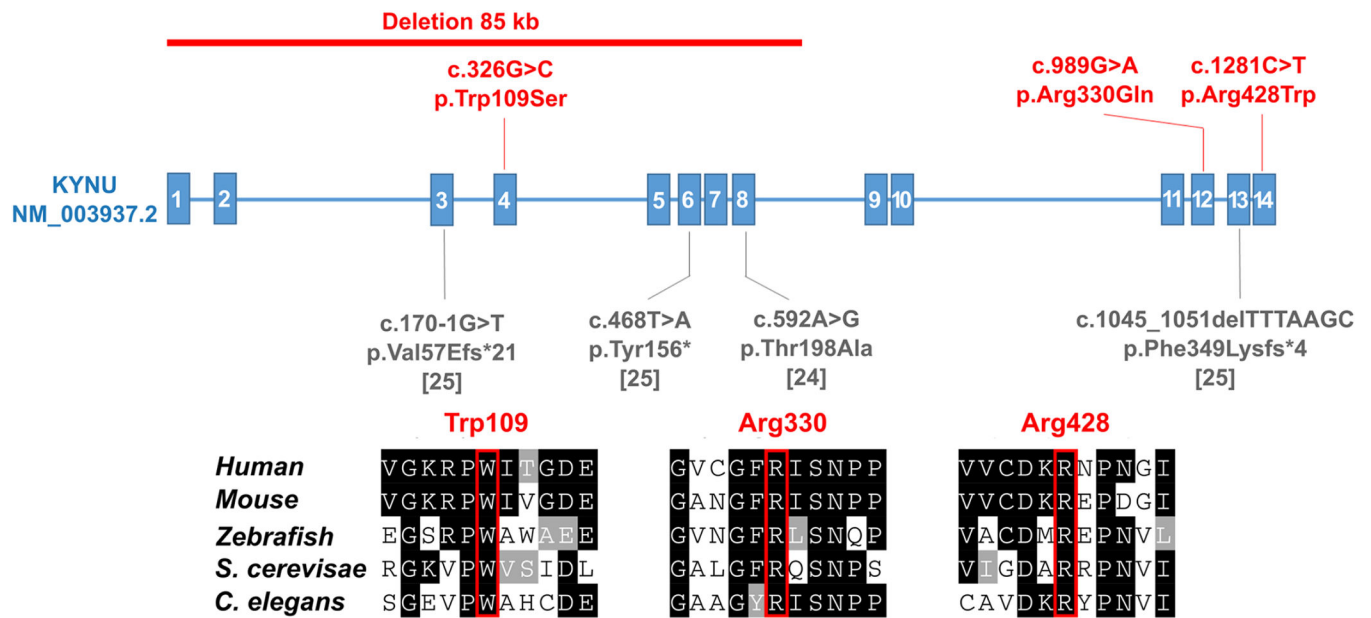 Deletion 85 kb
c.326G>C
p.Trp109Ser
c.989G>A
p.Arg330Gln
c.1281C>T
p.Arg428Trp
KYNU
NM_003937.2
1 2 3 4 5 6 7 8 9 10 11 12 13 14
c.170-1G>T
p.Val57Efs*21
[25]
c.468T>A
p.Tyr156*
[25]
c.592A>G
p.Thr198Ala
[24]
c.1045_1051delTTTAAGC
p.Phe349Lysfs*4
[25]
Trp109 Arg330 Arg428
Human VGKRPWITGDE GVCGFRISNPP VVCDKRNPNGI
Mouse VGKRPWIVGDE GANGFRISNPP VVCDKREPDGI
Zebrafish EGSRPWAWAEE GVNGFRLSNQP VACDMREPNVL
S. cerevisae RGKVPWVSIDL GALGFRQSNPS VIGDARRPNVI
C. elegans SGEVPWAHCDE GAAGYRISNPP CAVDKRYPNVI